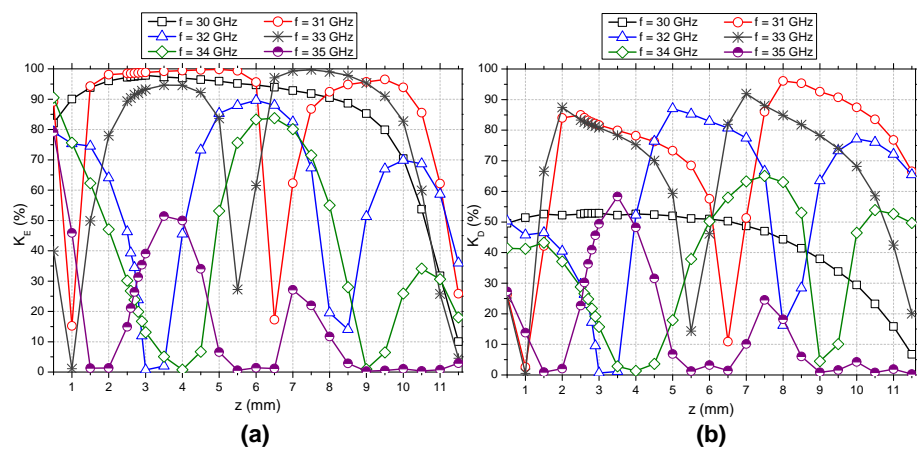 f = 30 GHz f = 31 GHz
f = 32 GHz f = 33 GHz
f = 34 GHz f = 35 GHz
K_E (%)
100
90
80
70
60
50
40
30
20
10
0
1 2 3 4 5 6 7 8 9 10 11
z (mm)
(a)
f = 30 GHz f = 31 GHz
f = 32 GHz f = 33 GHz
f = 34 GHz f = 35 GHz
K_D (%)
100
90
80
70
60
50
40
30
20
10
0
1 2 3 4 5 6 7 8 9 10 11
z (mm)
(b)